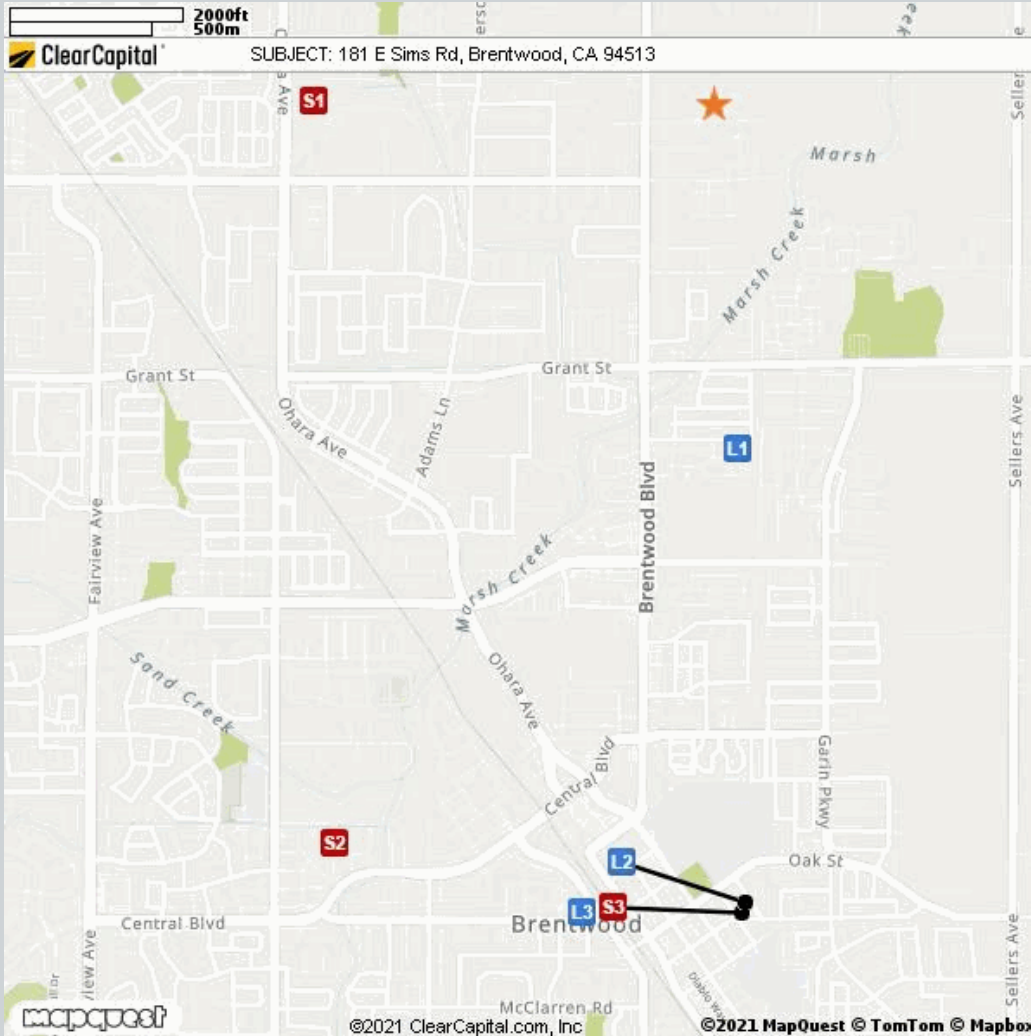 2000ft
500m
ClearCapital
SUBJECT: 181 E Sims Rd, Brentwood, CA 94513
S1
Marsh
Marsh Creek
Grant St
Grant St
Ohara Ave
Adams Ln
L1
Sellers Ave
Brentwood Blvd
Fairview Ave
Marsh Creek
Sand Creek
Ohara Ave
Central Blvd
Garin Pkwy
S2
L2
Oak St
L3
S3
Central Blvd
Brentwood
Sellers Ave
Diablo Way
McClarren Rd
mapquest
©2021 ClearCapital.com, Inc
©2021 MapQuest © TomTom © Mapbo